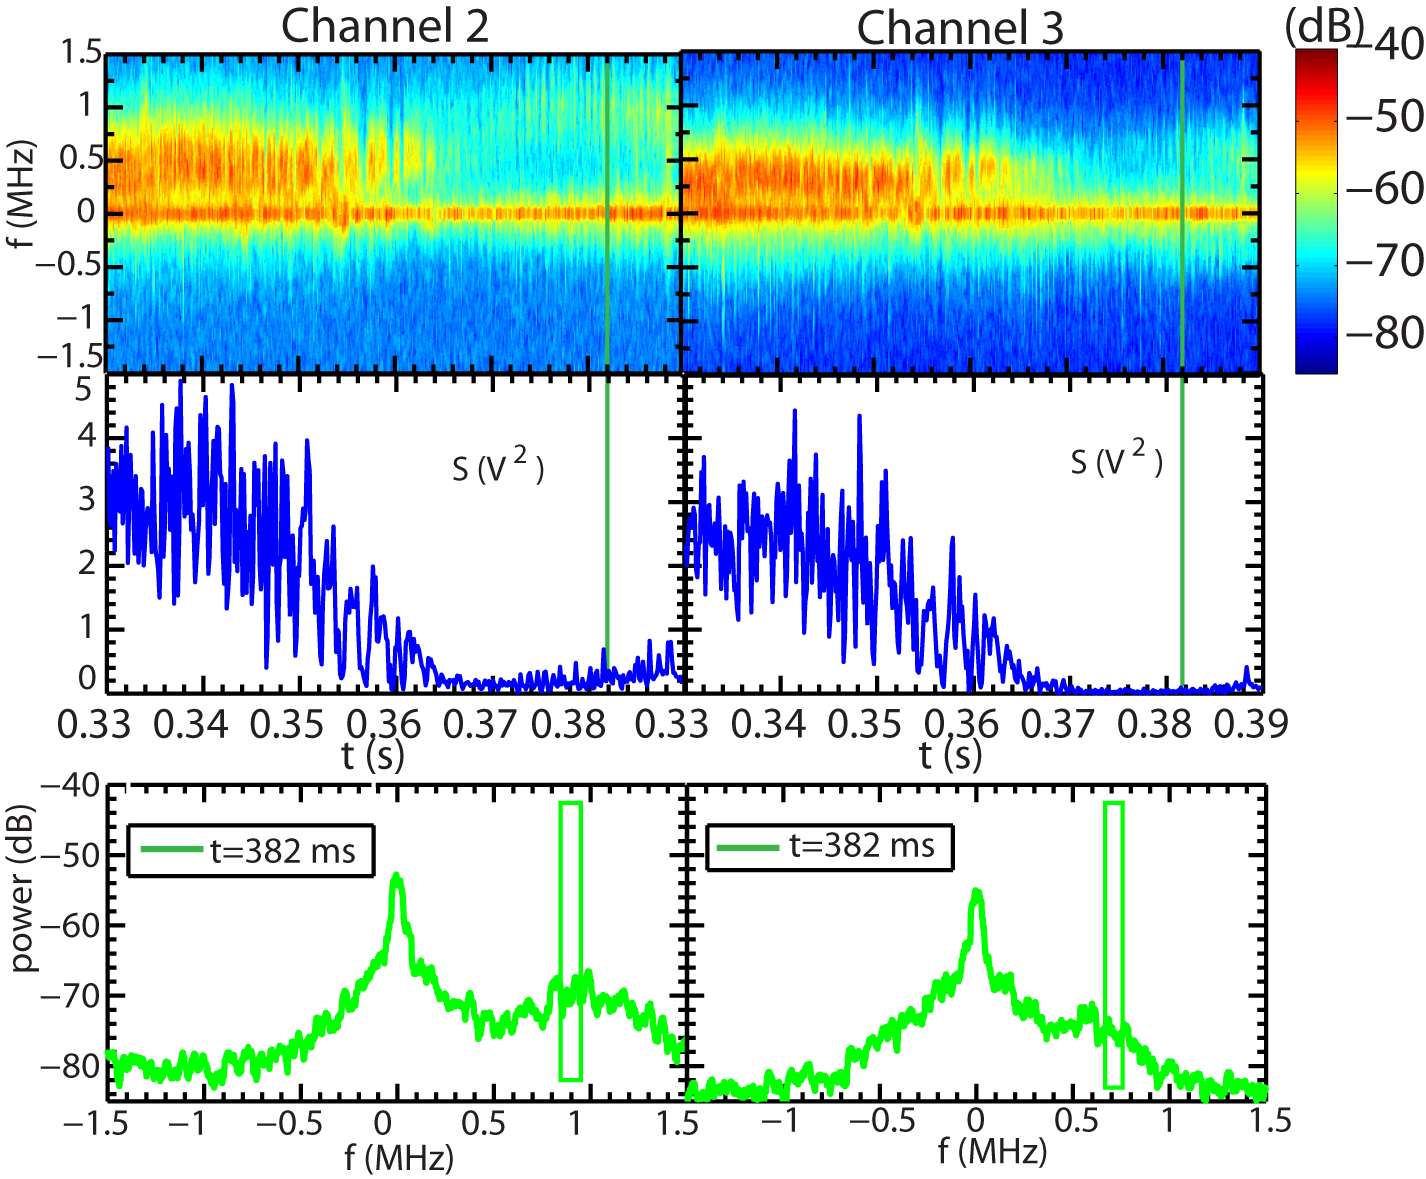 Channel 2 Channel 3 (dB)
1.5
1
0.5
0
−0.5
−1
−1.5
f (MHz)
−40
−50
−60
−70
−80
5
4
3
2
1
0
S (V 2 ) S (V 2 )
0.33 0.34 0.35 0.36 0.37 0.38 0.33 0.34 0.35 0.36 0.37 0.38 0.39
t (s) t (s)
−40
−50
−60
−70
−80
power (dB)
t=382 ms t=382 ms
−1.5 −1 −0.5 0 0.5 1 1.5 −1 −0.5 0 0.5 1 1.5
f (MHz) f (MHz)